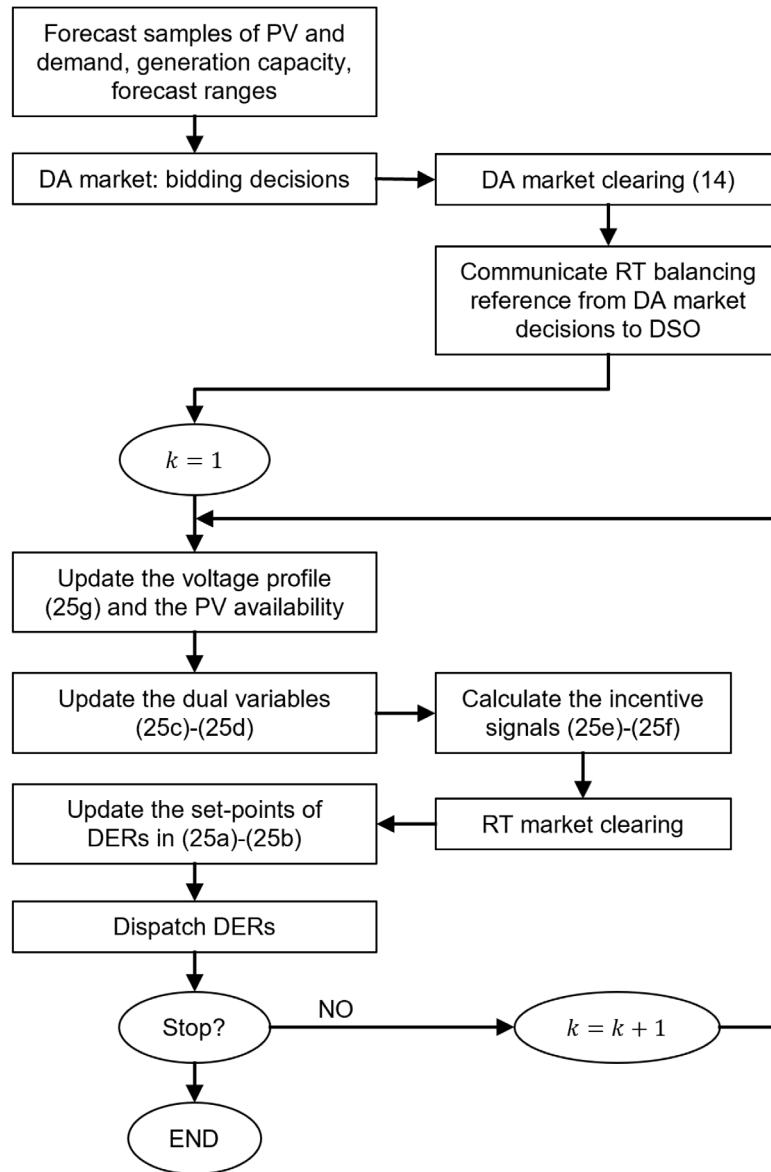 Forecast samples of PV and
demand, generation capacity,
forecast ranges
DA market: bidding decisions
DA market clearing (14)
Communicate RT balancing
reference from DA market
decisions to DSO
k = 1
Update the voltage profile
(25g) and the PV availability
Update the dual variables
(25c)-(25d)
Calculate the incentive
signals (25e)-(25f)
Update the set-points of
DERs in (25a)-(25b)
RT market clearing
Dispatch DERs
Stop?
NO
k = k + 1
END